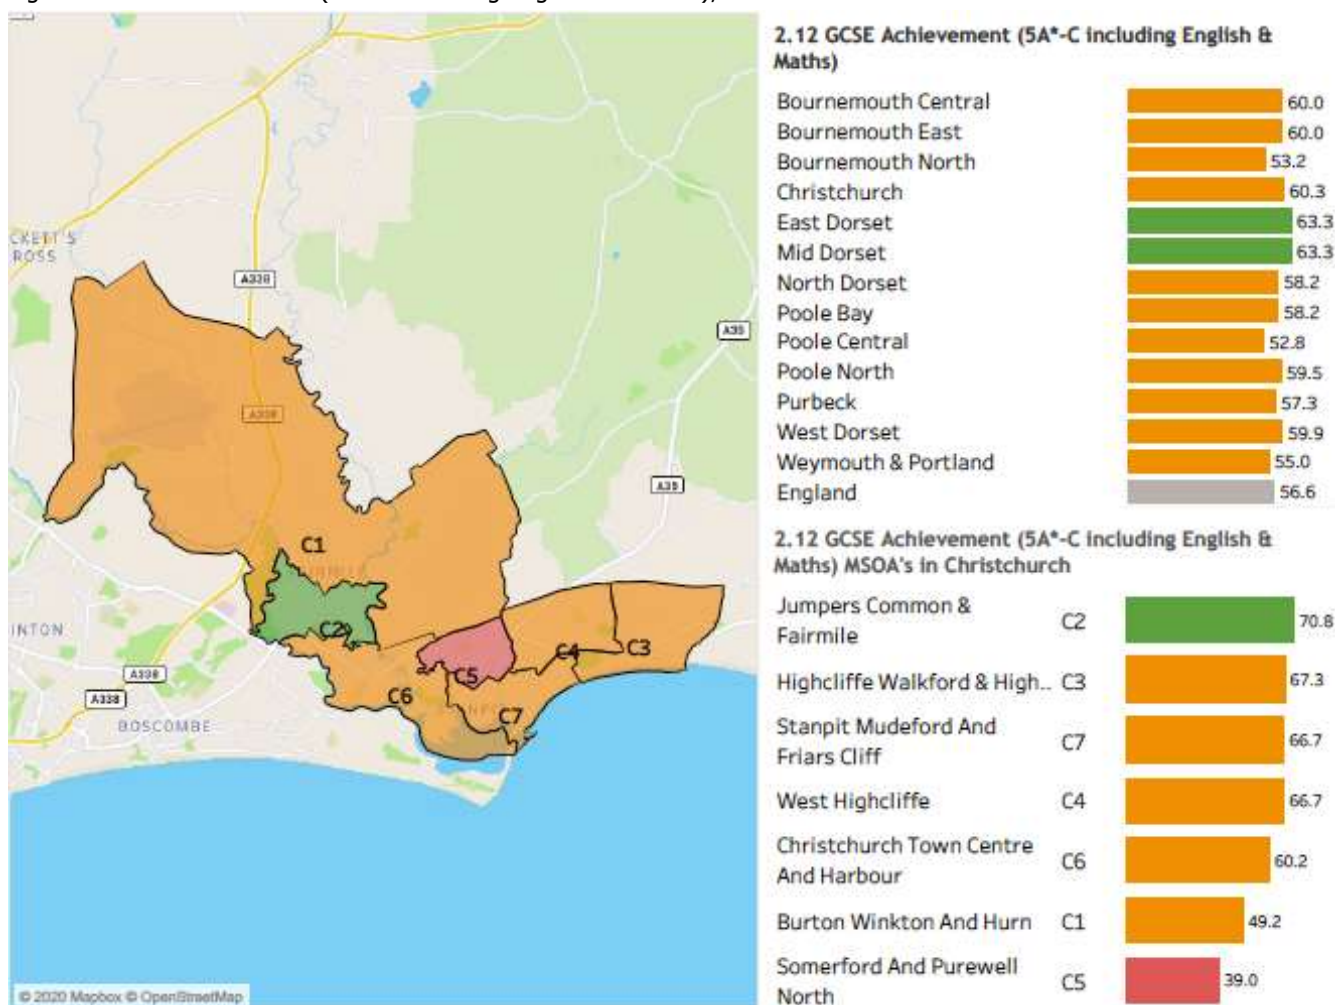 2.12 GCSE Achievement (5A*-C including English &
Maths)
Bournemouth Central 60.0
Bournemouth East 60.0
Bournemouth North 53.2
Christchurch 60.3
East Dorset 63.3
Mid Dorset 63.3
North Dorset 58.2
Poole Bay 58.2
Poole Central 52.8
Poole North 59.5
Purbeck 57.3
West Dorset 59.9
Weymouth & Portland 55.0
England 56.6
2.12 GCSE Achievement (5A*-C including English &
Maths) MSOA's in Christchurch
Jumpers Common &
Fairmile C2 70.8
Highcliffe Walkford & High.. C3 67.3
Stanpit Mudeford And
Friars Cliff C7 66.7
West Highcliffe C4 66.7
Christchurch Town Centre
And Harbour C6 60.2
Burton Winkton And Hurn C1 49.2
Somerford And Purewell
North C5 39.0
CKETT'S
ROSS
A338
A35
A338
A35
C1
C2
INTON
C4
C3
C5
A338
C6
A338
C7
BOSCOMBE
© 2020 Mapbox © OpenStreetMap